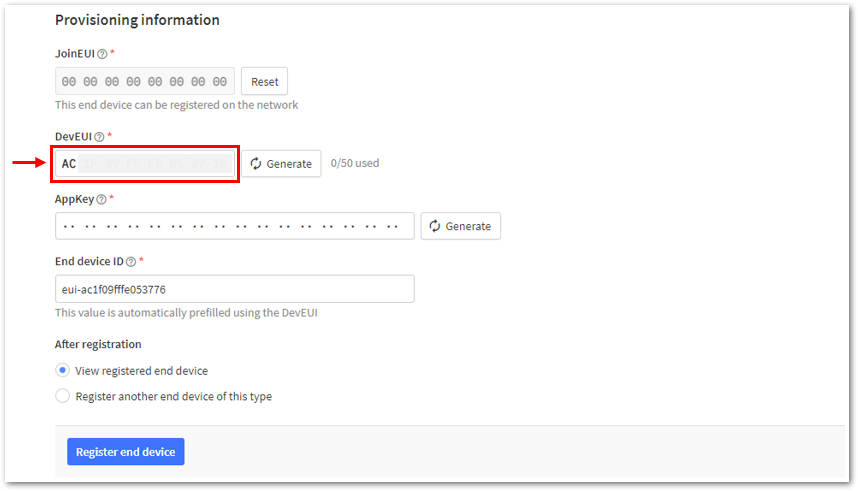 Provisioning information
JoinEUI *
00 00 00 00 00 00 00 00 Reset
This end device can be registered on the network
DevEUI *
AC Generate 0/50 used
AppKey *
·· ·· ·· ·· ·· ·· ·· ·· ·· ·· ·· ·· ·· ·· ·· ·· Generate
End device ID *
eui-ac1f09fffe053776
This value is automatically prefilled using the DevEUI
After registration
View registered end device
Register another end device of this type
Register end device